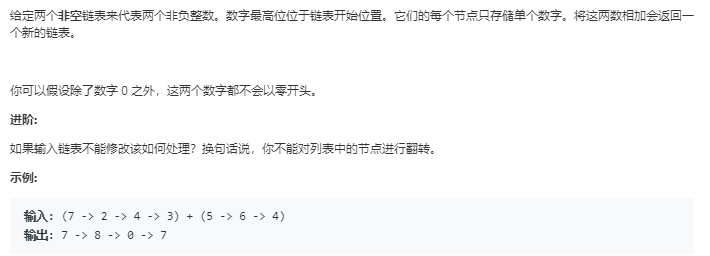 给定两个非空链表来代表两个非负整数。数字最高位位于链表开始位置。它们的每个节点只存储单个数字。将这两数相加会返回一
个新的链表。
你可以假设除了数字 0 之外，这两个数字都不会以零开头。
进阶:
如果输入链表不能修改该如何处理？换句话说，你不能对列表中的节点进行翻转。
示例:
输入: (7 -> 2 -> 4 -> 3) + (5 -> 6 -> 4)
输出: 7 -> 8 -> 0 -> 7